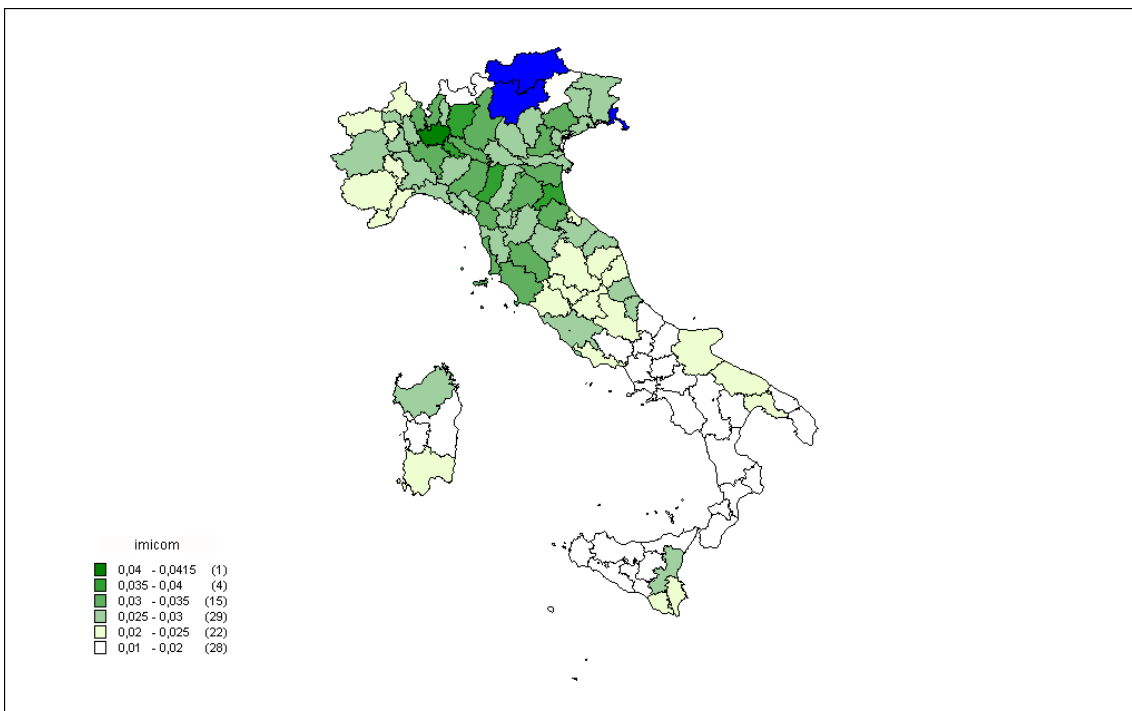 imicom
0,04 - 0,0415 (1)
0,035 - 0,04 (4)
0,03 - 0,035 (15)
0,025 - 0,03 (29)
0,02 - 0,025 (22)
0,01 - 0,02 (28)